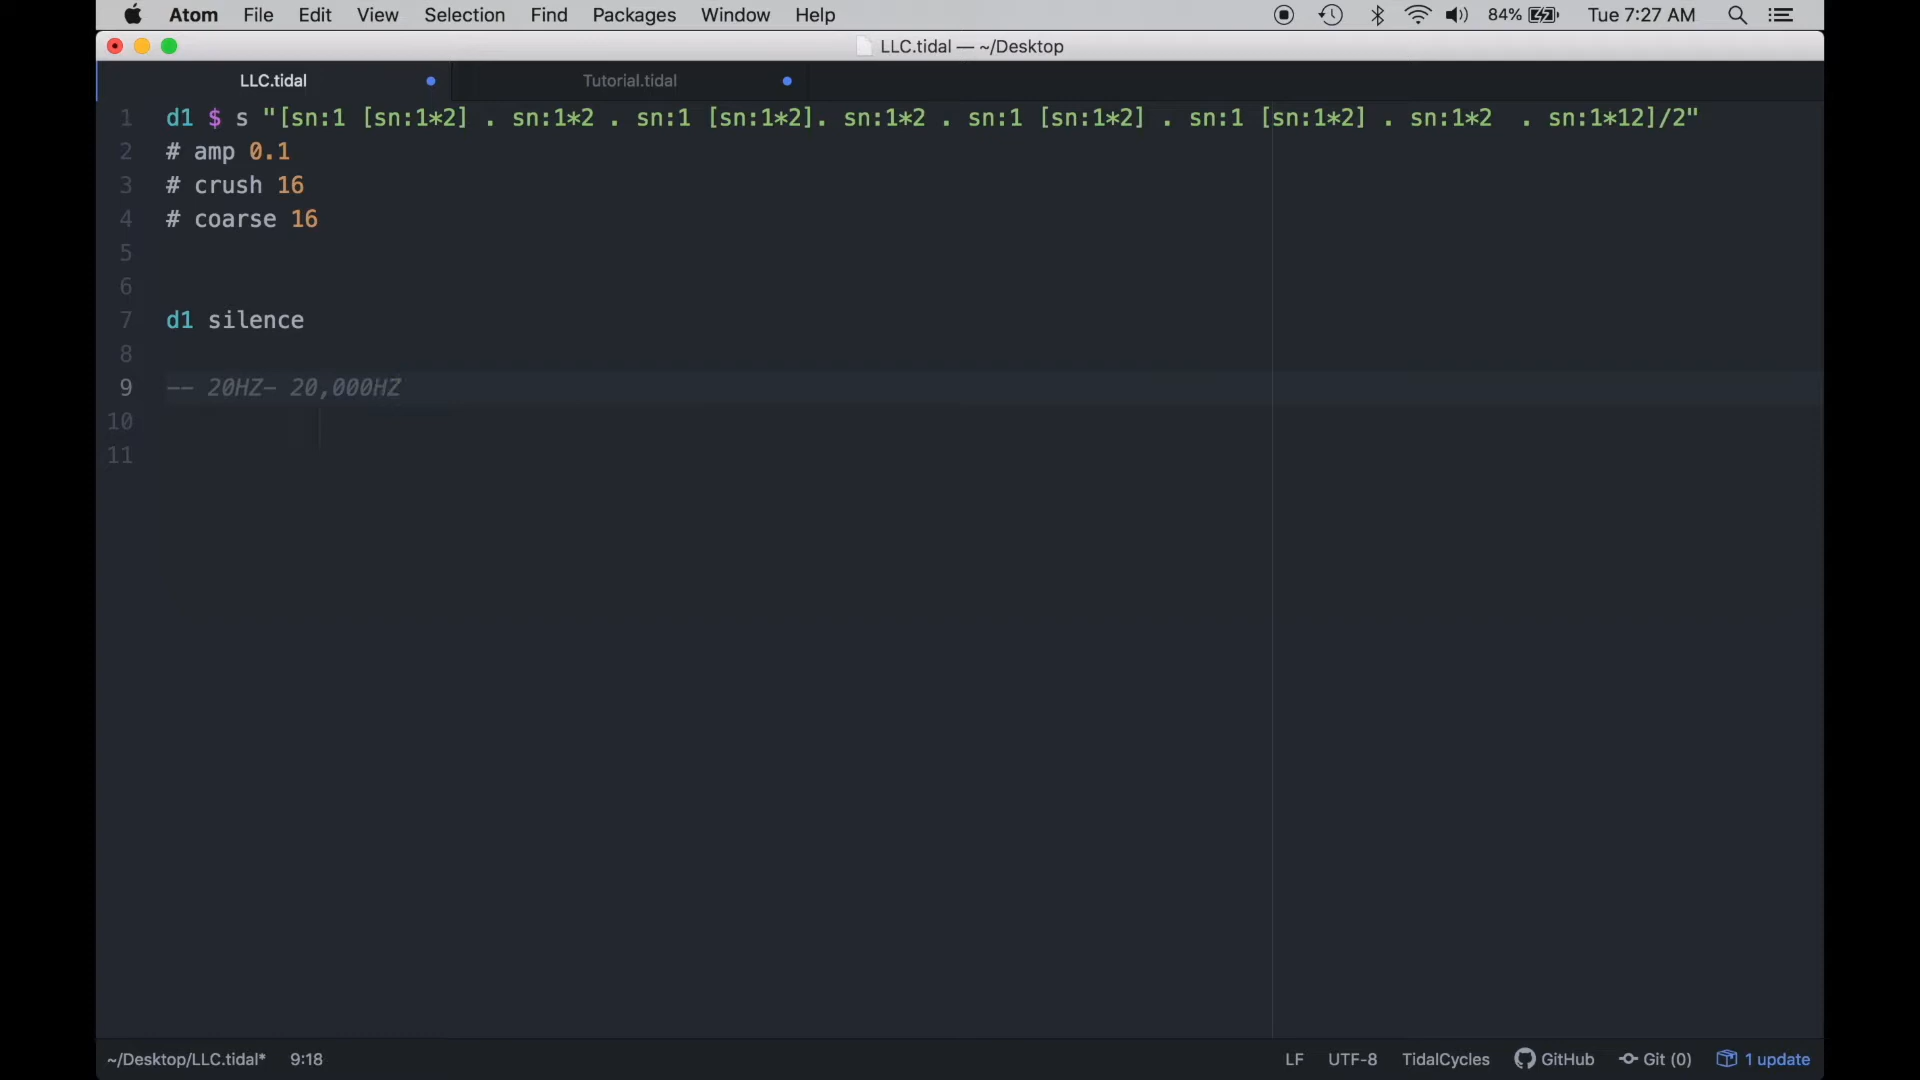 Atom File Edit View Selection Find Packages Window Help 84% Tue 7:27 AM
LLC.tidal — ~/Desktop
LLC.tidal Tutorial.tidal
1 d1 $ s "[sn:1 [sn:1*2] . sn:1*2 . sn:1 [sn:1*2]. sn:1*2 . sn:1 [sn:1*2] . sn:1 [sn:1*2] . sn:1*2  . sn:1*12]/2"
2 # amp 0.1
3 # crush 16
4 # coarse 16
5
6
7 d1 silence
8
9 -- 20HZ- 20,000HZ
10
11
~/Desktop/LLC.tidal* 9:18 LF UTF-8 TidalCycles GitHub Git (0) 1 update